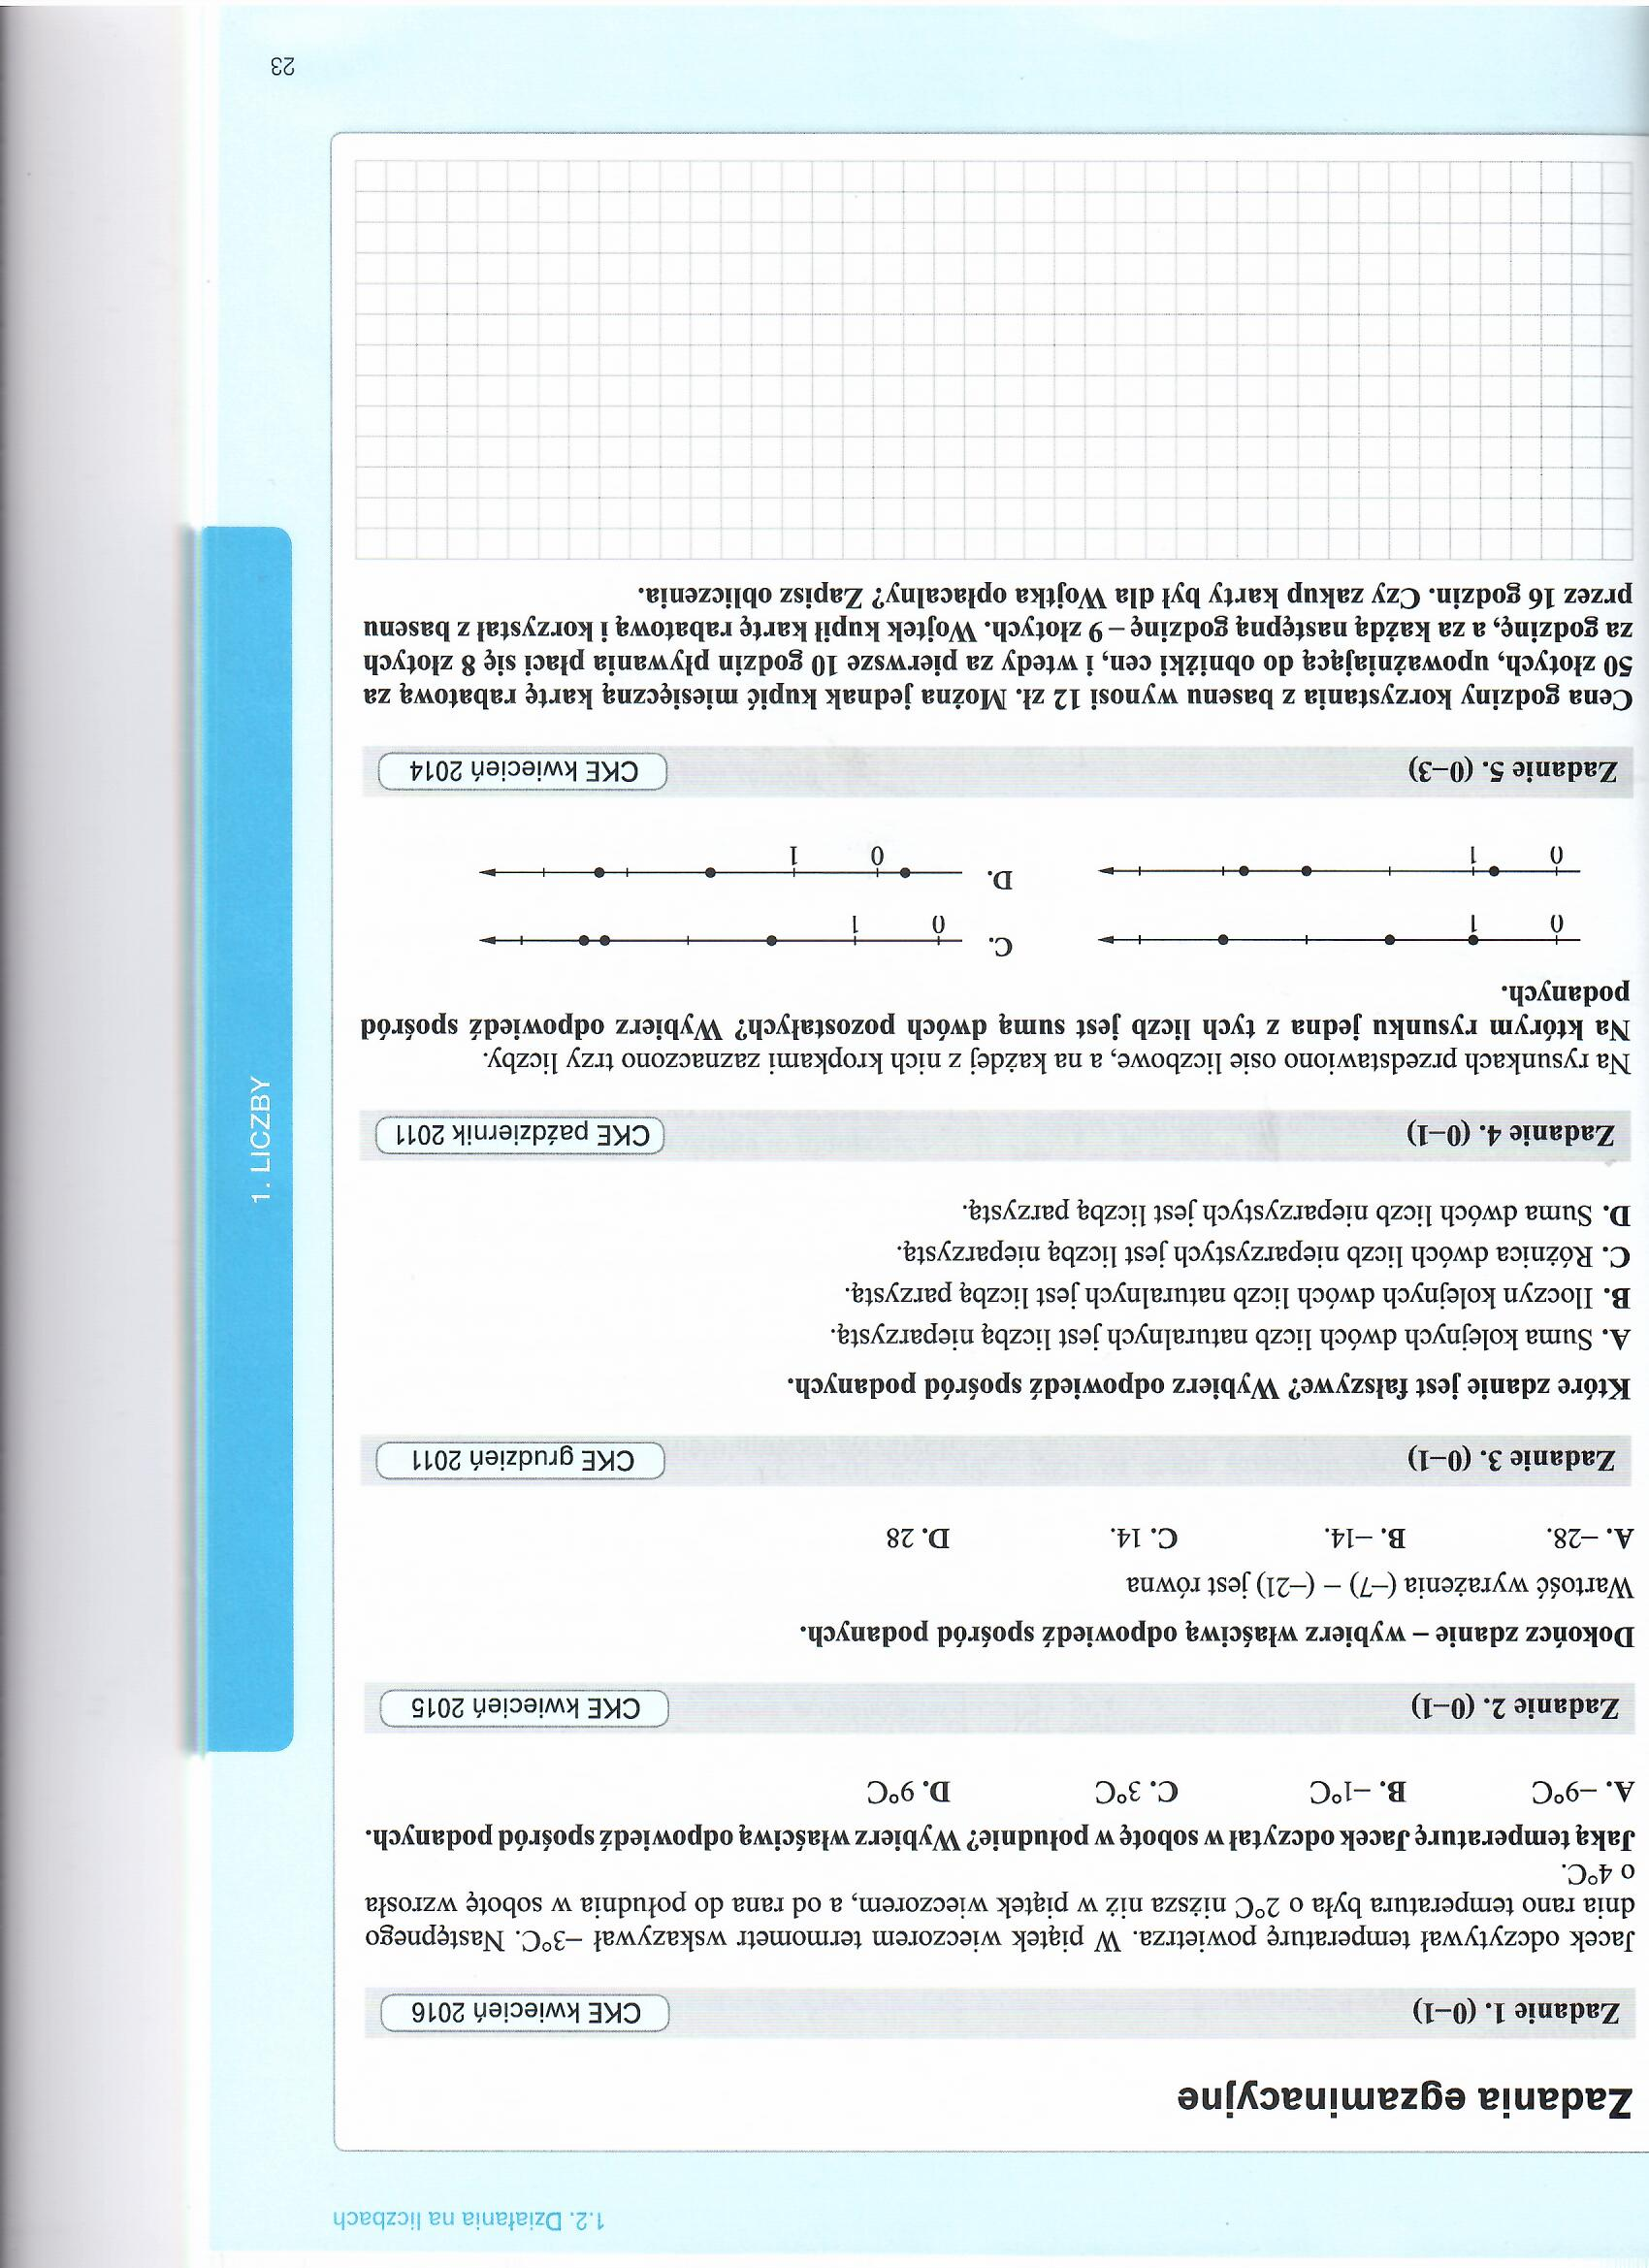 1.2. Działania na liczbach
Zadania egzaminacyjne
Zadanie 1. (0–1)
CKE kwiecień 2016
Jacek odczytywał temperaturę powietrza. W piątek wieczorem termometr wskazywał –3°C. Następnego
dnia rano temperatura była o 2°C niższa niż w piątek wieczorem, a od rana do południa w sobotę wzrosła
o 4°C.
Jaką temperaturę Jacek odczytał w sobotę w południe? Wybierz właściwą odpowiedź spośród podanych.
A. –9°C B. –1°C C. 3°C D. 9°C
Zadanie 2. (0–1)
CKE kwiecień 2015
Dokończ zdanie – wybierz właściwą odpowiedź spośród podanych.
Wartość wyrażenia (–7) – (–21) jest równa
A. –28. B. –14. C. 14. D. 28
Zadanie 3. (0–1)
CKE grudzień 2011
Które zdanie jest fałszywe? Wybierz odpowiedź spośród podanych.
A. Suma kolejnych dwóch liczb naturalnych jest liczbą nieparzystą.
B. Iloczyn kolejnych dwóch liczb naturalnych jest liczbą parzystą.
C. Różnica dwóch liczb nieparzystych jest liczbą nieparzystą.
D. Suma dwóch liczb nieparzystych jest liczbą parzystą.
Zadanie 4. (0–1)
CKE październik 2011
Na rysunkach przedstawiono osie liczbowe, a na każdej z nich kropkami zaznaczono trzy liczby.
Na którym rysunku jedna z tych liczb jest sumą dwóch pozostałych? Wybierz odpowiedź spośród
podanych.
0 1
C. 0 1
0 1
D. 0 1
Zadanie 5. (0–3)
CKE kwiecień 2014
Cena godziny korzystania z basenu wynosi 12 zł. Można jednak kupić miesięczną kartę rabatową za
50 złotych, upoważniającą do obniżki cen, i wtedy za pierwsze 10 godzin pływania płaci się 8 złotych
za godzinę, a za każdą następną godzinę – 9 złotych. Wojtek kupił kartę rabatową i korzystał z basenu
przez 16 godzin. Czy zakup karty był dla Wojtka opłacalny? Zapisz obliczenia.
1. LICZBY
23